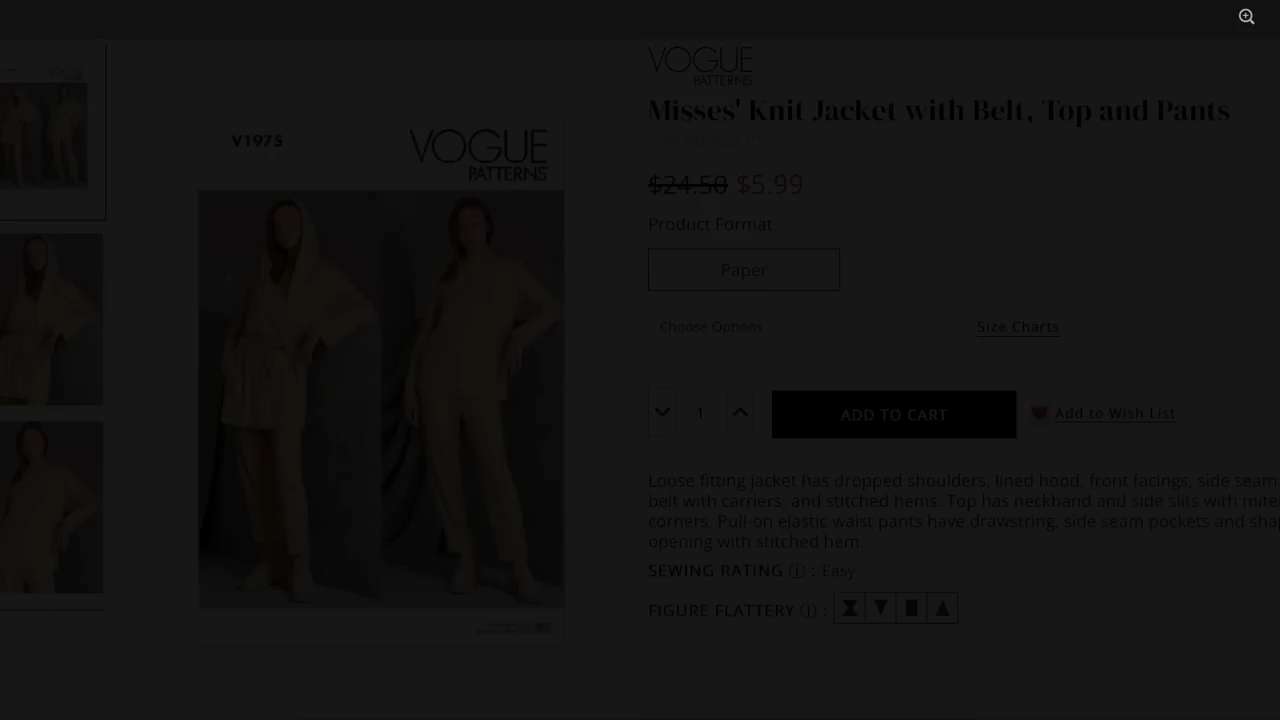 VOGUE
PATTERNS
Misses' Knit Jacket with Belt, Top and Pants
V1975
VOGUE
PATTERNS
$24.50 $5.99
Product Format
Paper
Choose Options
Size Charts
1
ADD TO CART
Add to Wish List
Loose fitting jacket has dropped shoulders, lined hood, front facings, side seam
belt with carriers, and stitched hems. Top has neckband and side slits with mite
corners. Pull-on elastic waist pants have drawstring, side seam pockets and sha
opening with stitched hem.
SEWING RATING ⓘ : Easy
FIGURE FLATTERY ⓘ :